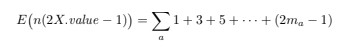 E(n(2X.value − 1)) = ∑ₐ 1 + 3 + 5 + ⋯ + (2mₐ − 1)